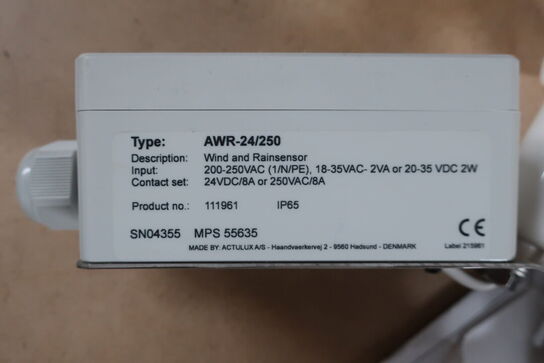 Type: AWR-24/250
Description: Wind and Rainsensor
Input: 200-250VAC (1/N/PE), 18-35VAC- 2VA or 20-35 VDC 2W
Contact set: 24VDC/8A or 250VAC/8A
Product no.: 111961 IP65
SN04355 MPS 55635
CE
MADE BY: ACTULUX A/S - Haandvaerkervej 4 - 9560 Hadsund - DENMARK
Label 215961